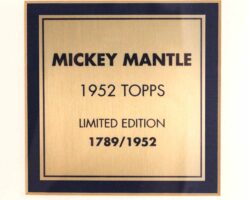 MICKEY MANTLE
1952 TOPPS
LIMITED EDITION
1789/1952